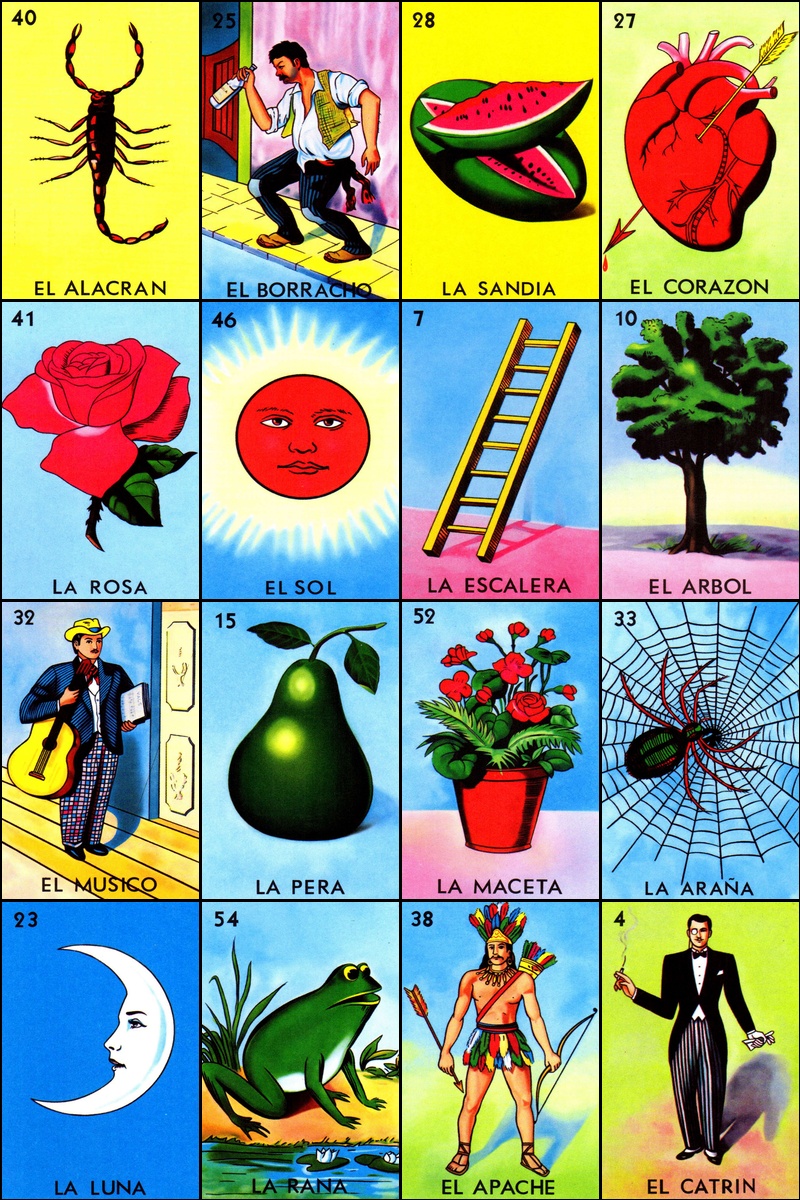 40
EL ALACRAN
25
EL BORRACHO
28
LA SANDIA
27
EL CORAZON
41
LA ROSA
46
EL SOL
7
LA ESCALERA
10
EL ARBOL
32
EL MUSICO
15
LA PERA
52
LA MACETA
33
LA ARAÑA
23
LA LUNA
54
LA RANA
38
EL APACHE
4
EL CATRIN